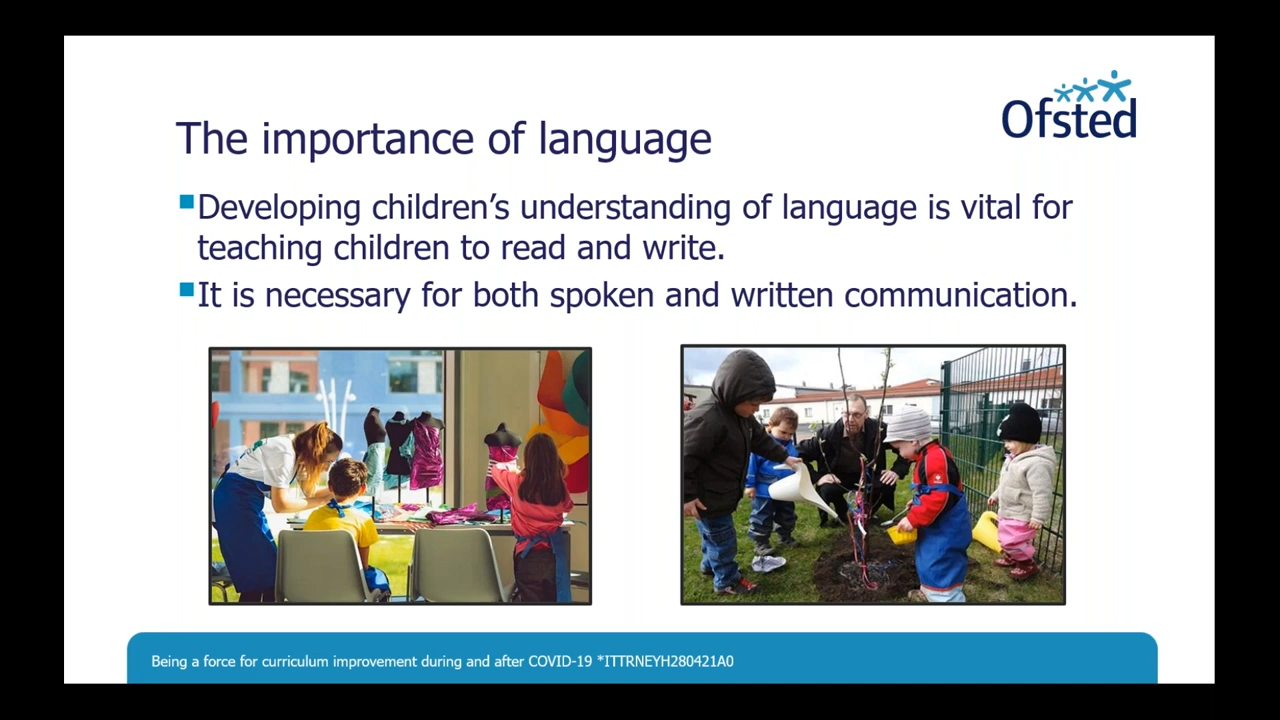 Ofsted
The importance of language
Developing children’s understanding of language is vital for
teaching children to read and write.
It is necessary for both spoken and written communication.
Being a force for curriculum improvement during and after COVID-19 *ITTRNEYH280421A0